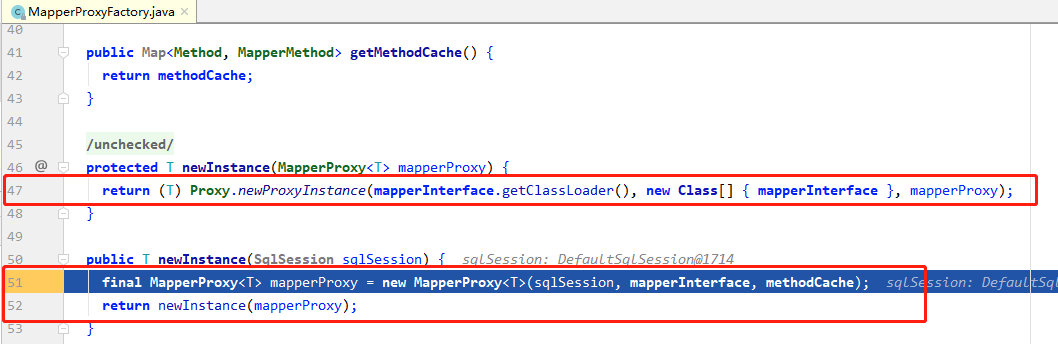 MapperProxyFactory.java
40
41 public Map<Method, MapperMethod> getMethodCache() {
42 return methodCache;
43 }
44
45 /unchecked/
46 @ protected T newInstance(MapperProxy<T> mapperProxy) {
47 return (T) Proxy.newProxyInstance(mapperInterface.getClassLoader(), new Class[] { mapperInterface }, mapperProxy);
48 }
49
50 public T newInstance(SqlSession sqlSession) { sqlSession: DefaultSqlSession@1714
51 final MapperProxy<T> mapperProxy = new MapperProxy<T>(sqlSession, mapperInterface, methodCache); sqlSession: DefaultSql
52 return newInstance(mapperProxy);
53 }